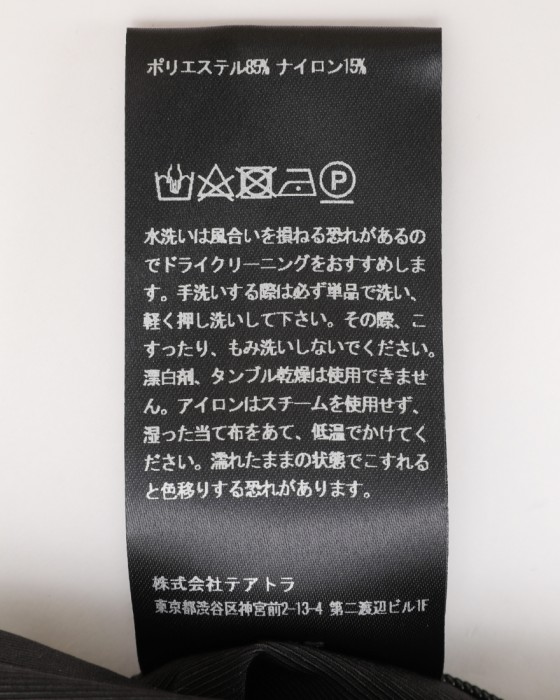 ポリエステル85% ナイロン15%
P
水洗いは風合いを損ねる恐れがあるの
でドライクリーニングをおすすめしま
す。手洗いする際は必ず単品で洗い、
軽く押し洗いして下さい。その際、こ
すったり、もみ洗いしないでください。
漂白剤、タンブル乾燥は使用できませ
ん。アイロンはスチームを使用せず、
湿った当て布をあて、低温でかけてく
ださい。濡れたままの状態でこすれる
と色移りする恐れがあります。
株式会社テアトラ
東京都渋谷区神宮前2-13-4 第二渡辺ビル1F